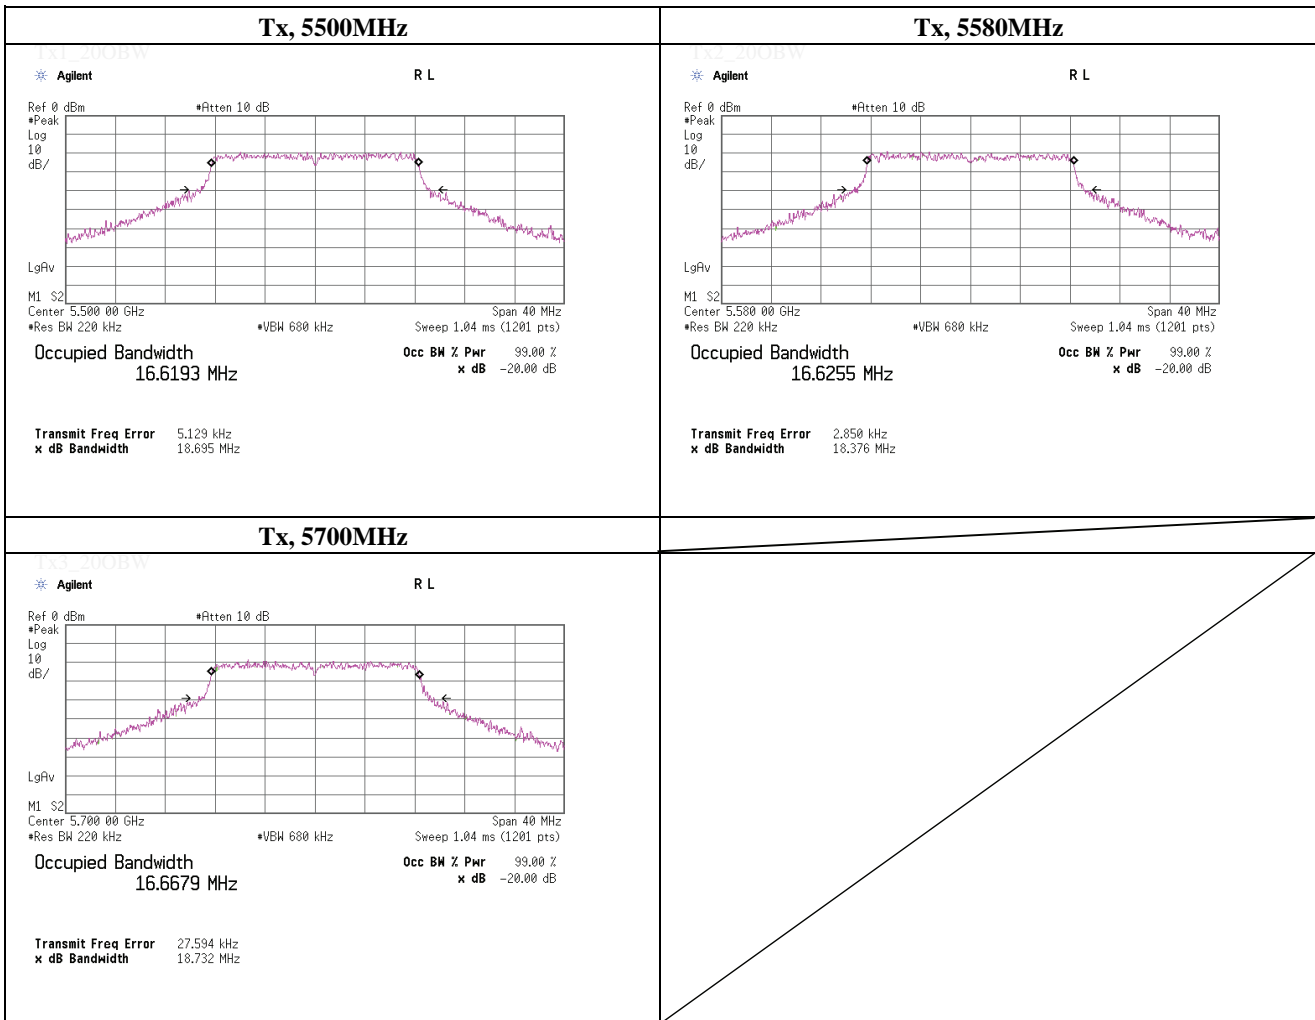 Tx, 5500MHz
Tx1_20OBW
Agilent
R L
Ref 0 dBm #Atten 10 dB
#Peak
Log
10
dB/
LgAv
M1 S2
Center 5.500 00 GHz Span 40 MHz
#Res BW 220 kHz #VBW 680 kHz Sweep 1.04 ms (1201 pts)
Occupied Bandwidth Occ BW % Pwr 99.00 %
16.6193 MHz x dB -20.00 dB
Transmit Freq Error 5.129 kHz
x dB Bandwidth 18.695 MHz
Tx, 5580MHz
Tx2_20OBW
Agilent
R L
Ref 0 dBm #Atten 10 dB
#Peak
Log
10
dB/
LgAv
M1 S2
Center 5.580 00 GHz Span 40 MHz
#Res BW 220 kHz #VBW 680 kHz Sweep 1.04 ms (1201 pts)
Occupied Bandwidth Occ BW % Pwr 99.00 %
16.6255 MHz x dB -20.00 dB
Transmit Freq Error 2.850 kHz
x dB Bandwidth 18.376 MHz
Tx, 5700MHz
Tx3_20OBW
Agilent
R L
Ref 0 dBm #Atten 10 dB
#Peak
Log
10
dB/
LgAv
M1 S2
Center 5.700 00 GHz Span 40 MHz
#Res BW 220 kHz #VBW 680 kHz Sweep 1.04 ms (1201 pts)
Occupied Bandwidth Occ BW % Pwr 99.00 %
16.6679 MHz x dB -20.00 dB
Transmit Freq Error 27.594 kHz
x dB Bandwidth 18.732 MHz